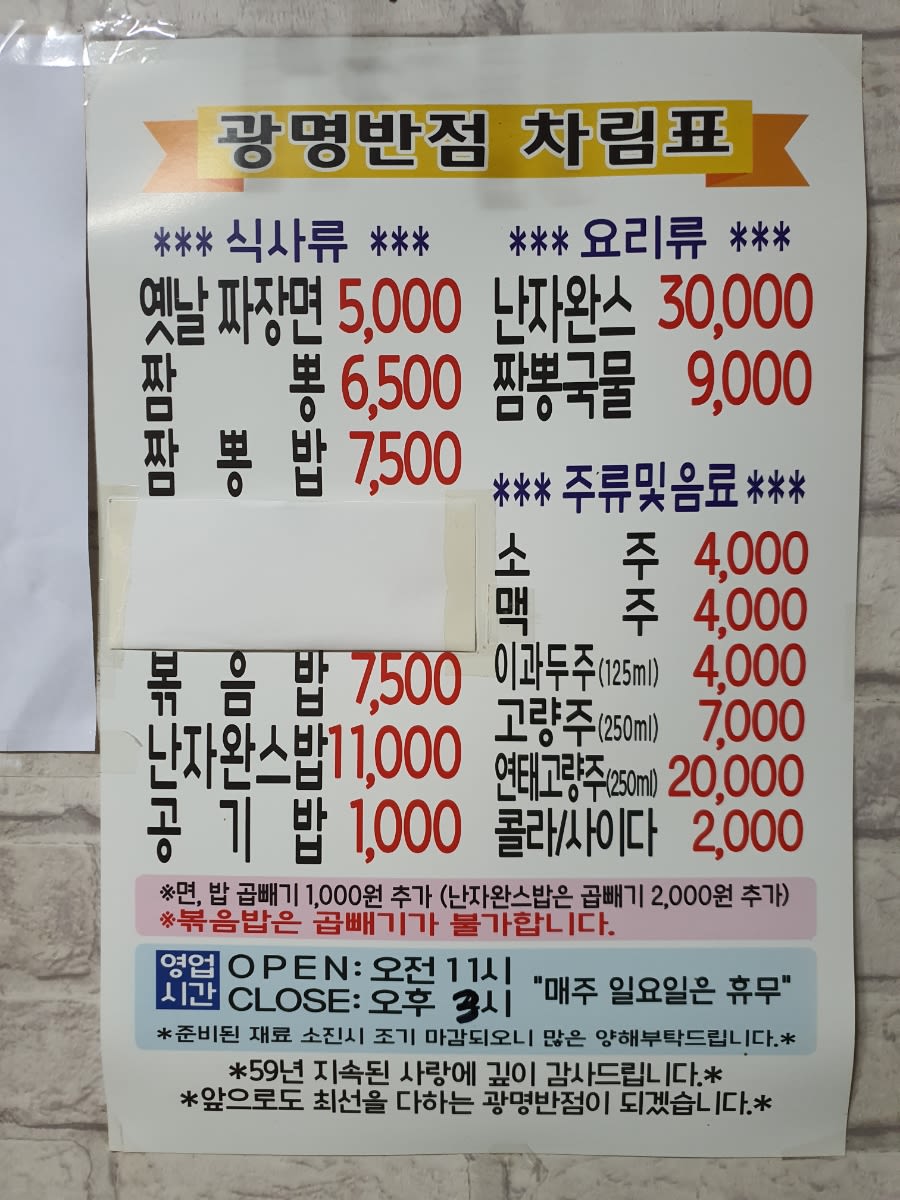 광명반점 차림표
*** 식사류 ***
옛날 짜장면 5,000
짬뽕 6,500
짬뽕밥 7,500
볶음밥 7,500
난자완스밥 11,000
공기밥 1,000
*** 요리류 ***
난자완스 30,000
짬뽕국물 9,000
*** 주류및음료 ***
소주 4,000
맥주 4,000
이과두주(125ml) 4,000
고량주(250ml) 7,000
연태고량주(250ml) 20,000
콜라/사이다 2,000
※면, 밥 곱빼기 1,000원 추가 (난자완스밥은 곱빼기 2,000원 추가)
※볶음밥은 곱빼기가 불가합니다.
영업시간
OPEN: 오전 11시
CLOSE: 오후 3시
"매주 일요일은 휴무"
*준비된 재료 소진시 조기 마감되오니 많은 양해부탁드립니다.*
*59년 지속된 사랑에 깊이 감사드립니다.*
*앞으로도 최선을 다하는 광명반점이 되겠습니다.*